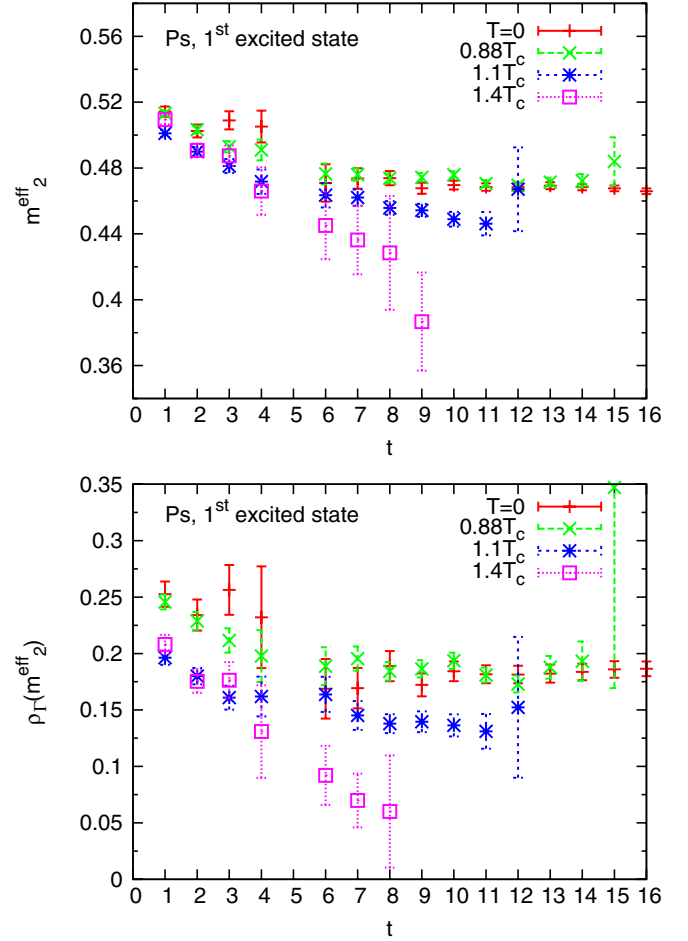 Ps, 1st excited state
T=0
0.88Tc
1.1Tc
1.4Tc
0.56
0.52
0.48
0.44
0.4
0.36
m^eff_2
0 1 2 3 4 5 6 7 8 9 10 11 12 13 14 15 16
t
Ps, 1st excited state
T=0
0.88Tc
1.1Tc
1.4Tc
0.35
0.3
0.25
0.2
0.15
0.1
0.05
0
ρΓ(m^eff_2)
0 1 2 3 4 5 6 7 8 9 10 11 12 13 14 15 16
t